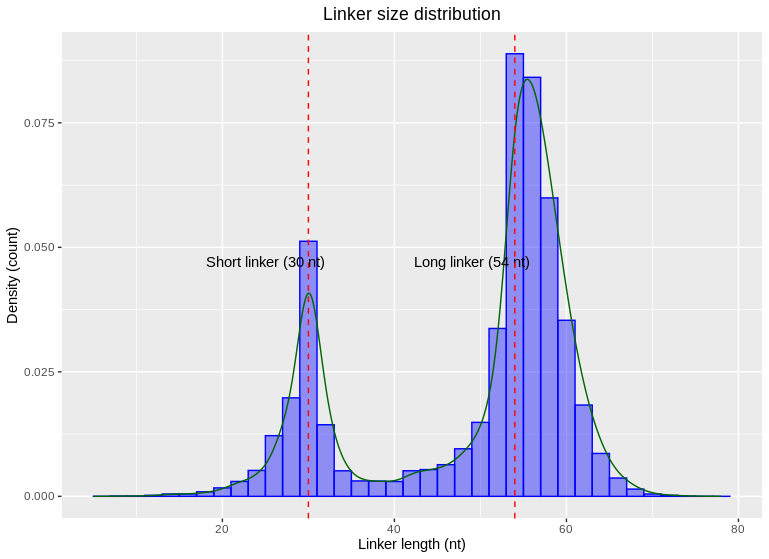 Linker size distribution
Density (count)
0.075
0.050
0.025
0.000
Short linker (30 nt)
Long linker (54 nt)
20
40
60
80
Linker length (nt)